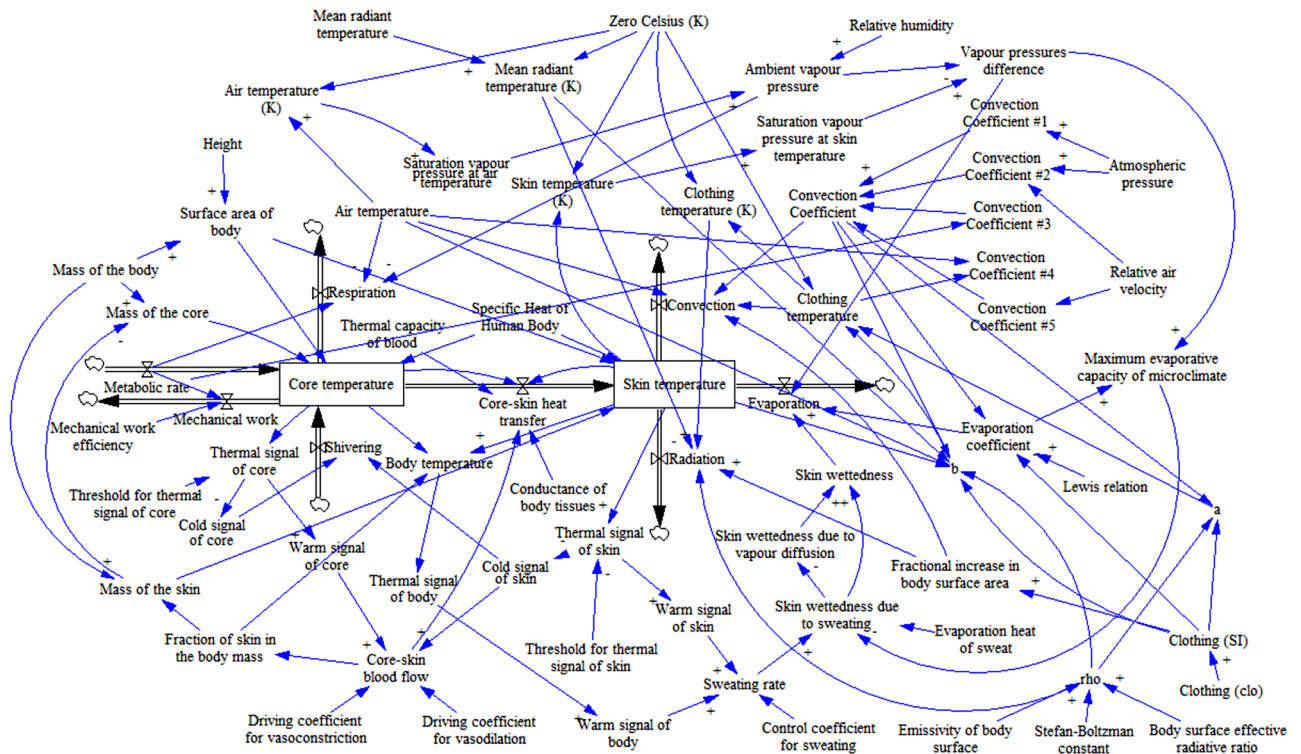 Mean radiant
temperature
Zero Celsius (K)
Relative humidity
Mean radiant
temperature (K)
Ambient vapour
pressure
Vapour pressures
difference
Air temperature
(K)
Convection
Coefficient #1
Saturation vapour
pressure at skin
temperature
Height
Saturation vapour
pressure at air
temperature
Skin temperature
(K)
Clothing
temperature (K)
Convection
Coefficient #2
Atmospheric
pressure
Convection
Coefficient
Surface area of
body
Air temperature
Convection
Coefficient #3
Mass of the body
Convection
Coefficient #4
Relative air
velocity
Respiration
Mass of the core
Specific Heat of
Human Body
Convection
Clothing
temperature
Convection
Coefficient #5
Thermal capacity
of blood
Maximum evaporative
capacity of microclimate
Metabolic rate
Core temperature
Skin temperature
Mechanical work
Mechanical work
efficiency
Core-skin heat
transfer
Evaporation
Evaporation
coefficient
Thermal signal
of core
Shivering
Body temperature
Radiation
b
Skin wettedness
Lewis relation
Threshold for thermal
signal of core
Conductance of
body tissues
a
Cold signal
of core
Thermal signal
of skin
Skin wettedness due to
vapour diffusion
Warm signal
of core
Cold signal
of skin
Fractional increase in
body surface area
Mass of the skin
Thermal signal
of body
Warm signal
of skin
Skin wettedness due
to sweating
Evaporation heat
of sweat
Clothing (SI)
Fraction of skin in
the body mass
Threshold for thermal
signal of skin
Core-skin
blood flow
Sweating rate
rho
Clothing (clo)
Driving coefficient
for vasoconstriction
Driving coefficient
for vasodilation
Warm signal of
body
Control coefficient
for sweating
Emissivity of body
surface
Stefan-Boltzman
constant
Body surface effective
radiative ratio